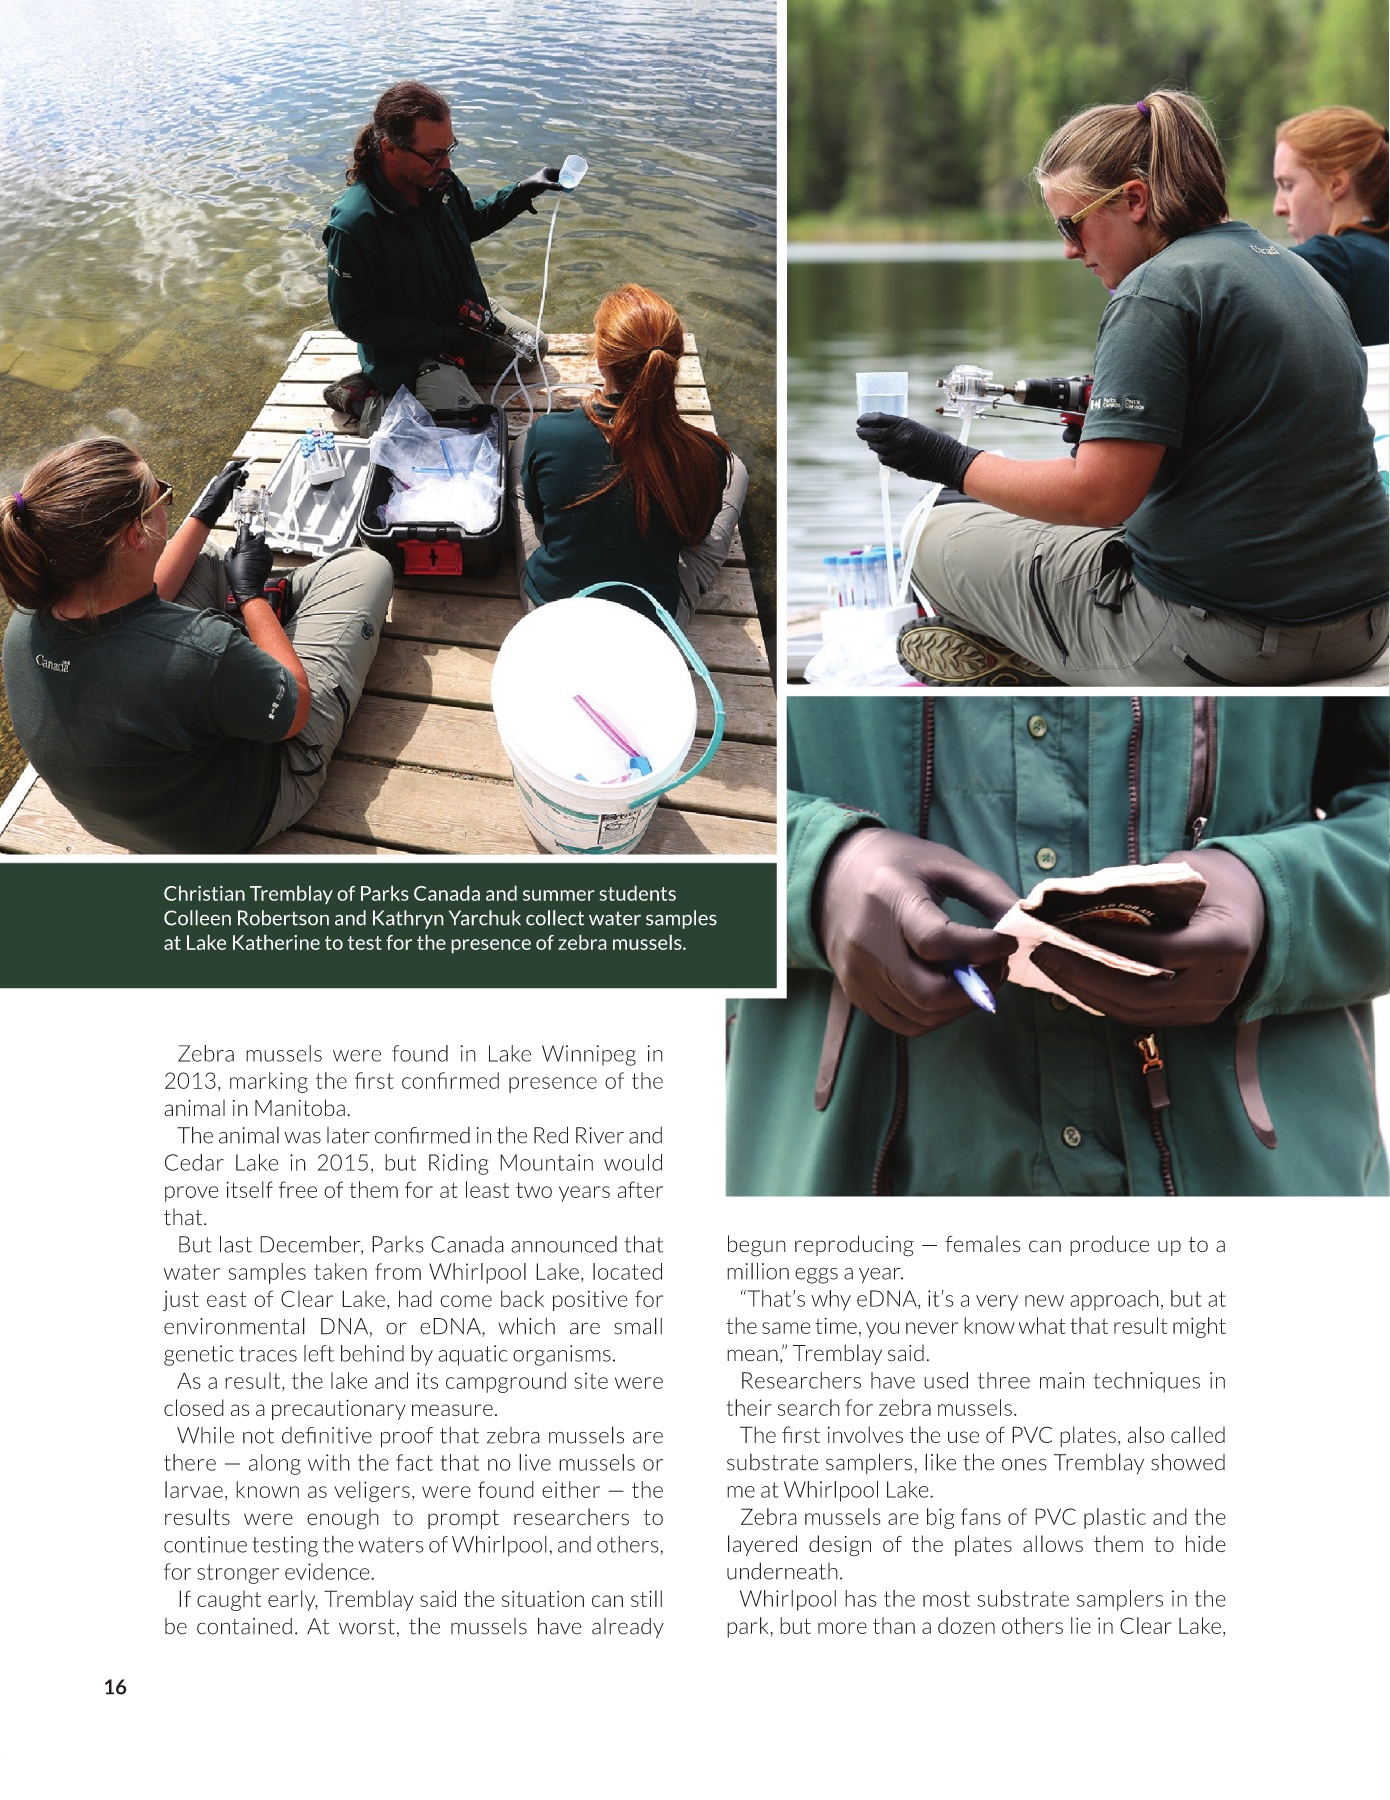 Canada
Canada
Parks Canada
Parks Canada
Christian Tremblay of Parks Canada and summer students
Colleen Robertson and Kathryn Yarchuk collect water samples
at Lake Katherine to test for the presence of zebra mussels.
Zebra mussels were found in Lake Winnipeg in
2013, marking the first confirmed presence of the
animal in Manitoba.
The animal was later confirmed in the Red River and
Cedar Lake in 2015, but Riding Mountain would
prove itself free of them for at least two years after
that.
But last December, Parks Canada announced that
water samples taken from Whirlpool Lake, located
just east of Clear Lake, had come back positive for
environmental DNA, or eDNA, which are small
genetic traces left behind by aquatic organisms.
As a result, the lake and its campground site were
closed as a precautionary measure.
While not definitive proof that zebra mussels are
there — along with the fact that no live mussels or
larvae, known as veligers, were found either — the
results were enough to prompt researchers to
continue testing the waters of Whirlpool, and others,
for stronger evidence.
If caught early, Tremblay said the situation can still
be contained. At worst, the mussels have already
begun reproducing — females can produce up to a
million eggs a year.
“That’s why eDNA, it’s a very new approach, but at
the same time, you never know what that result might
mean,” Tremblay said.
Researchers have used three main techniques in
their search for zebra mussels.
The first involves the use of PVC plates, also called
substrate samplers, like the ones Tremblay showed
me at Whirlpool Lake.
Zebra mussels are big fans of PVC plastic and the
layered design of the plates allows them to hide
underneath.
Whirlpool has the most substrate samplers in the
park, but more than a dozen others lie in Clear Lake,
16